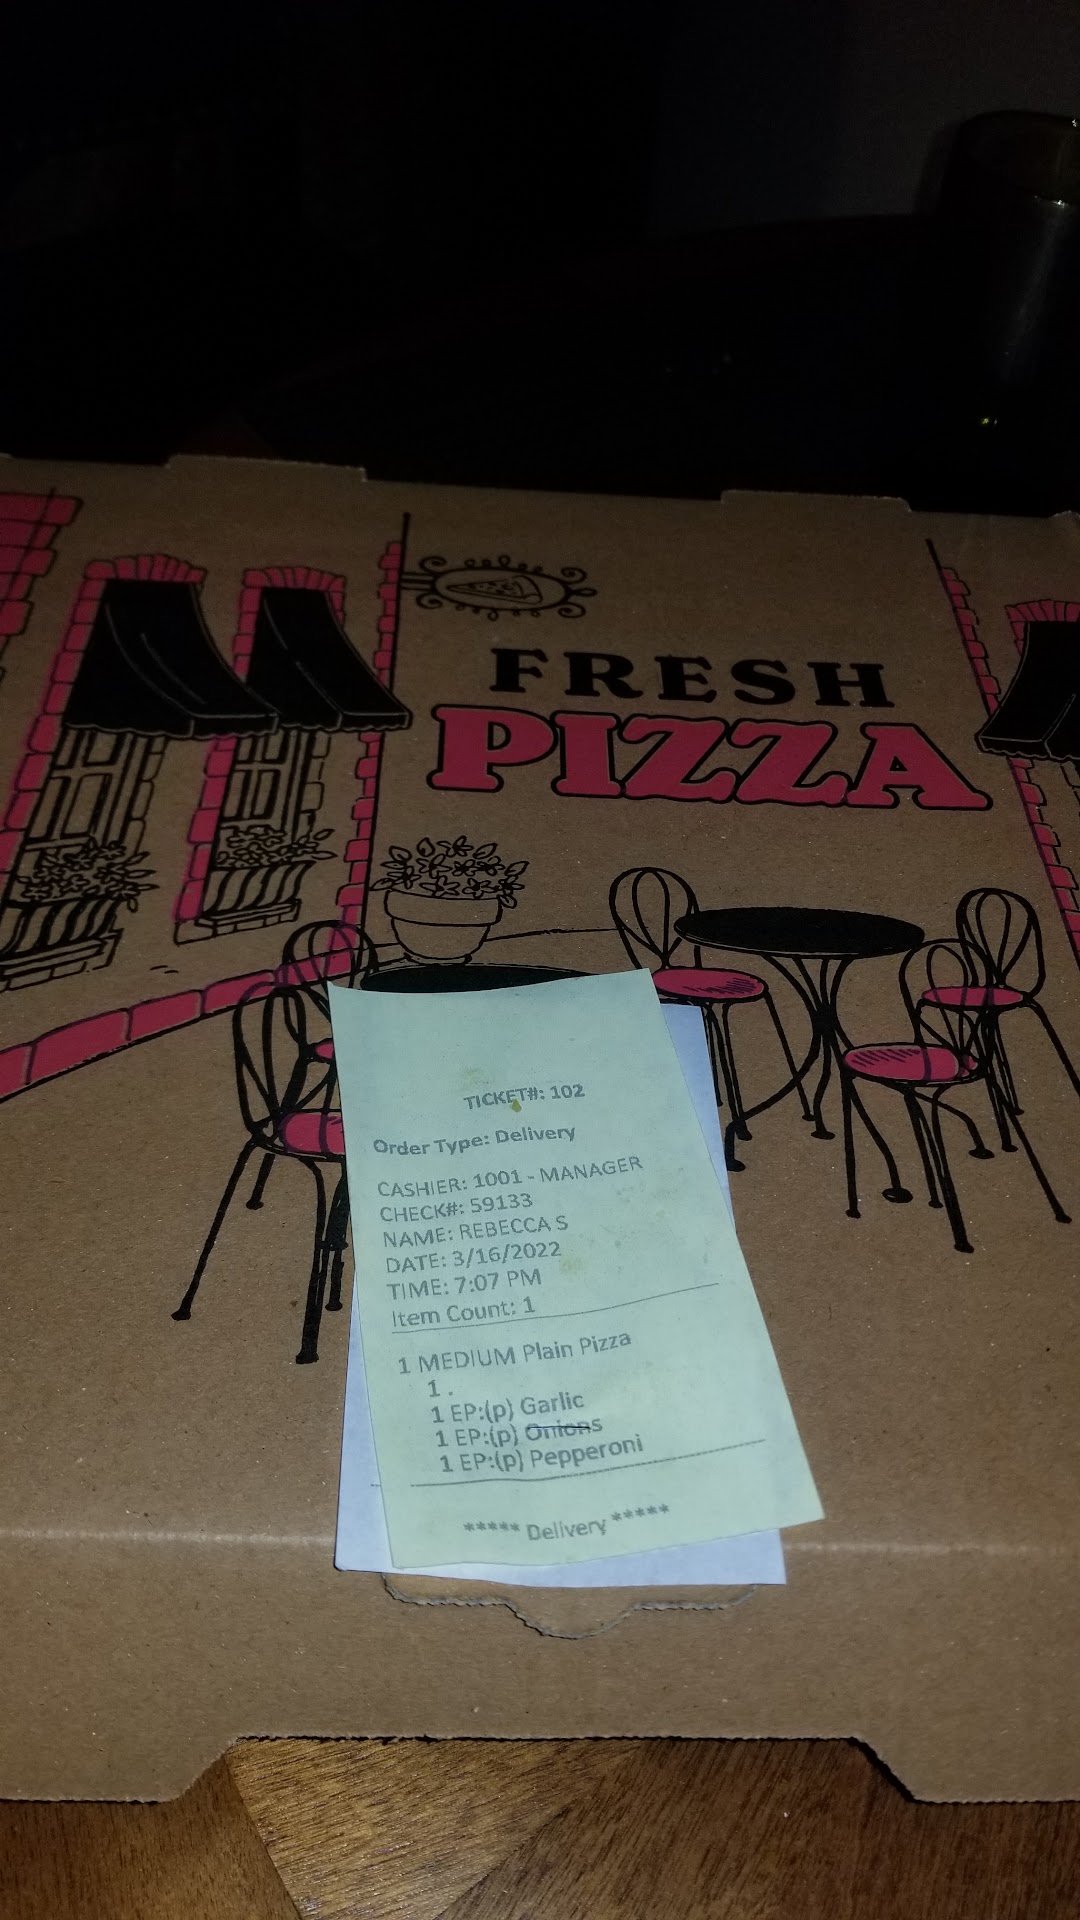 FRESH
PIZZA
TICKET#: 102
Order Type: Delivery
CASHIER: 1001 - MANAGER
CHECK#: 59133
NAME: REBECCA S
DATE: 3/16/2022
TIME: 7:07 PM
Item Count: 1
1 MEDIUM Plain Pizza
1 .
1 EP:(p) Garlic
1 EP:(p) Onions
1 EP:(p) Pepperoni
***** Delivery *****